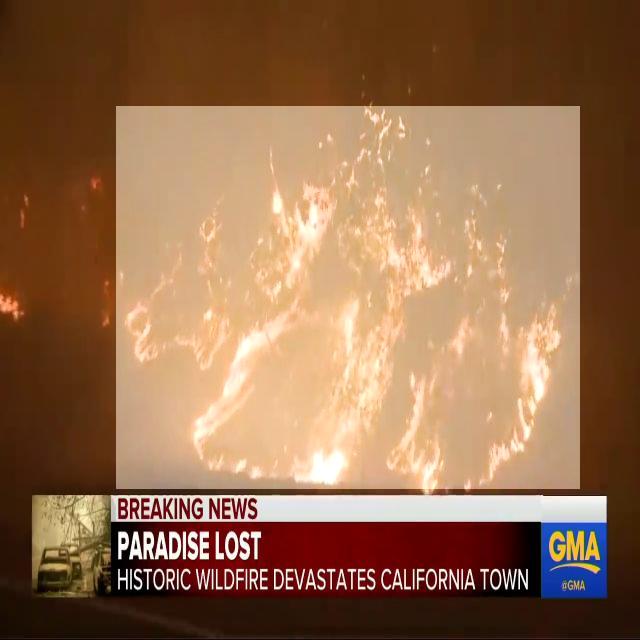 BREAKING NEWS
PARADISE LOST
HISTORIC WILDFIRE DEVASTATES CALIFORNIA TOWN
GMA
@GMA